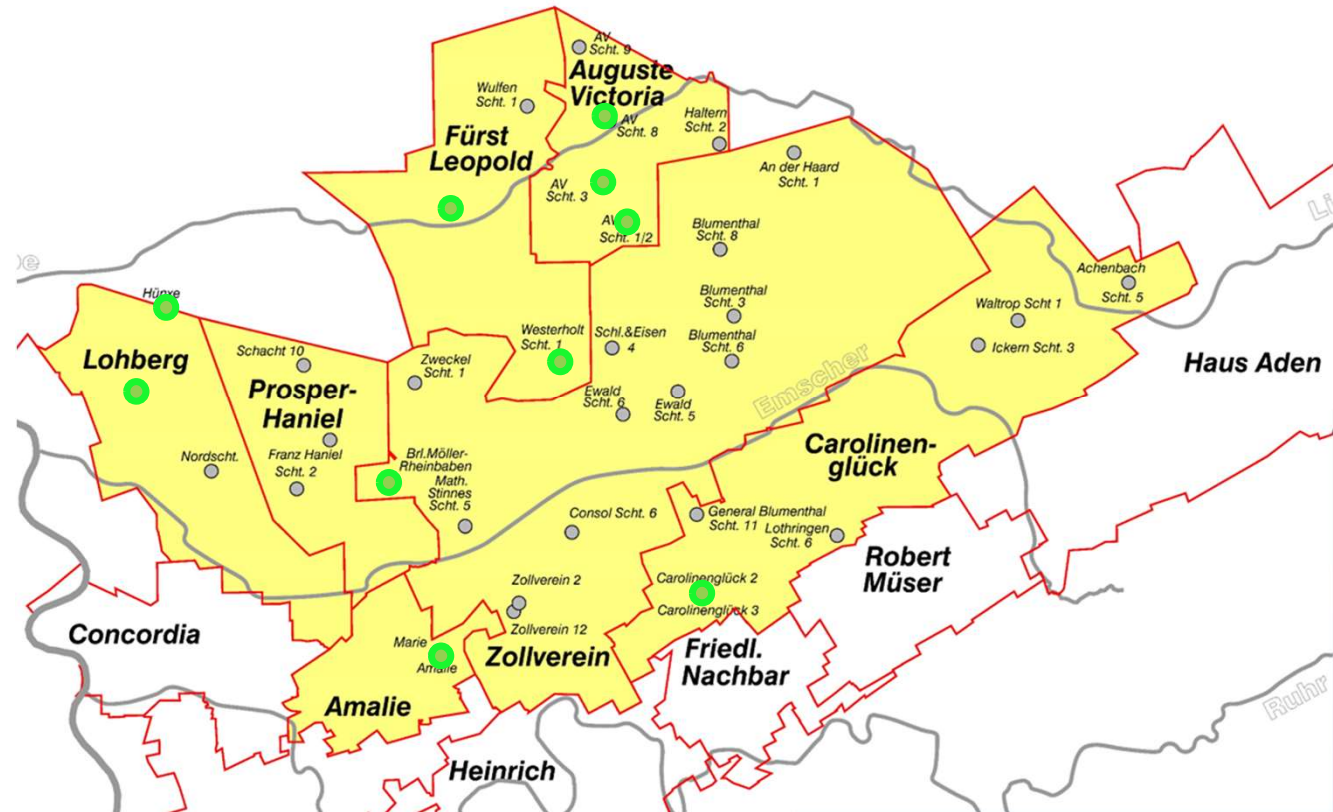 AV
Scht. 9
Auguste
Victoria
Wulfen
Scht. 1
AV
Scht. 8
Haltern
Scht. 2
Fürst
Leopold
An der Haard
Scht. 1
AV
Scht. 3
Scht. 1/2
Blumenthal
Scht. 8
Achenbach
Scht. 5
Hünxe
Blumenthal
Scht. 3
Waltrop Scht 1
Westerholt
Scht. 1
Schl.&Eisen
4
Blumenthal
Scht. 6
Ickern Scht. 3
Lohberg
Schacht 10
Zweckel
Scht. 1
Haus Aden
Prosper-
Haniel
Ewald
Scht. 6
Ewald
Scht. 5
Emscher
Carolinen-
glück
Nordscht.
Franz Haniel
Scht. 2
Brl.Möller-
Rheinbaben
Math.
Stinnes
Scht. 5
Consol Scht. 6
General Blumenthal
Scht. 11
Lothringen
Scht. 6
Robert
Müser
Zollverein 2
Carolinenglück 2
Carolinenglück 3
Concordia
Zollverein 12
Marie
Amalie
Zollverein
Friedl.
Nachbar
Amalie
Ruhr
Heinrich